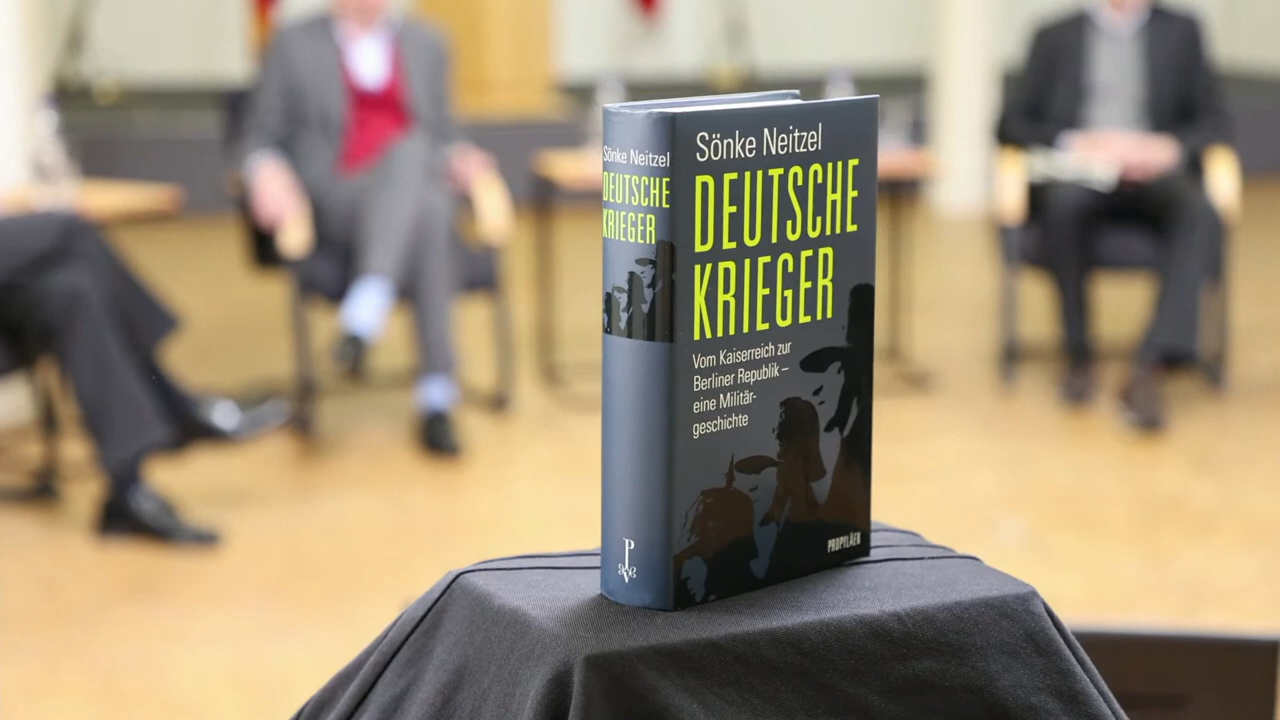 Sönke Neitzel
DEUTSCHE
KRIEGER
Sönke Neitzel
DEUTSCHE
KRIEGER
Vom Kaiserreich zur
Berliner Republik –
eine Militär-
geschichte
PROPYLÄEN
P